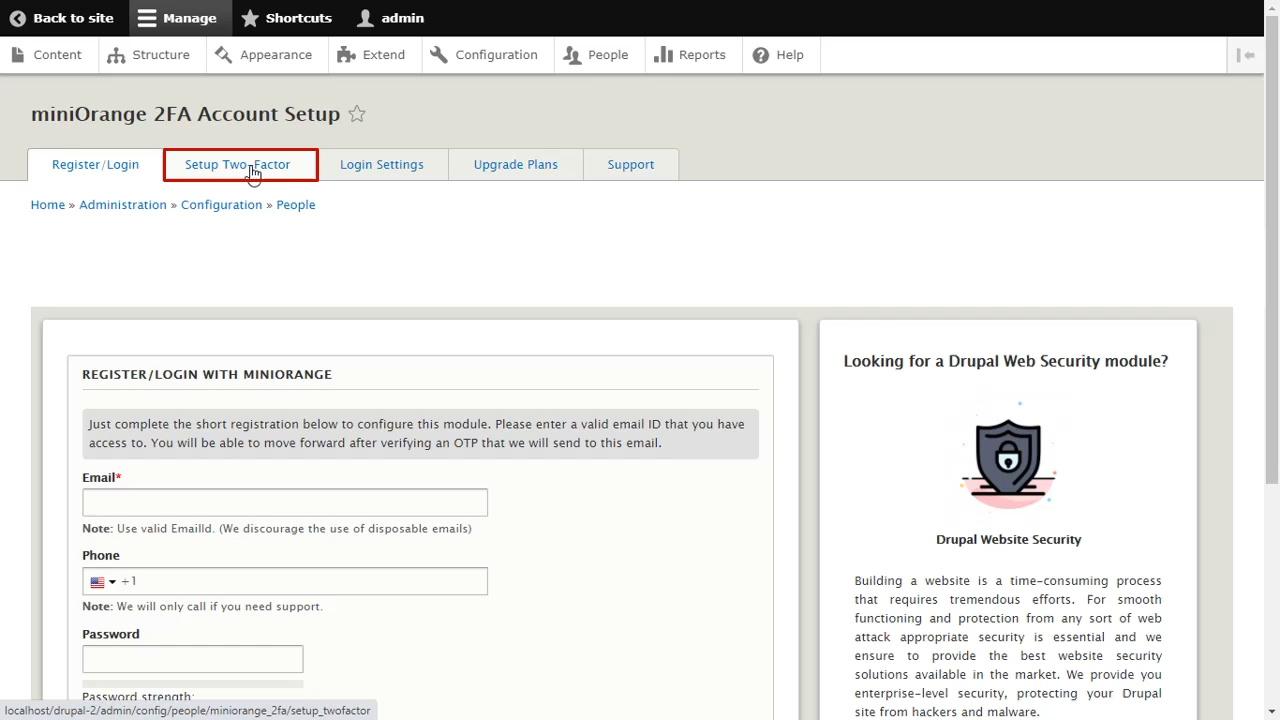 Back to site Manage Shortcuts admin
Content Structure Appearance Extend Configuration People Reports Help
miniOrange 2FA Account Setup
Register/Login Setup Two-Factor Login Settings Upgrade Plans Support
Home » Administration » Configuration » People
REGISTER/LOGIN WITH MINIORANGE
Just complete the short registration below to configure this module. Please enter a valid email ID that you have
access to. You will be able to move forward after verifying an OTP that we will send to this email.
Email*
Note: Use valid EmailId. (We discourage the use of disposable emails)
Phone
+1
Note: We will only call if you need support.
Password
Password strength:
Looking for a Drupal Web Security module?
Drupal Website Security
Building a website is a time-consuming process
that requires tremendous efforts. For smooth
functioning and protection from any sort of web
attack appropriate security is essential and we
ensure to provide the best website security
solutions available in the market. We provide you
enterprise-level security, protecting your Drupal
site from hackers and malware.
localhost/drupal-2/admin/config/people/miniorange_2fa/setup_twofactor